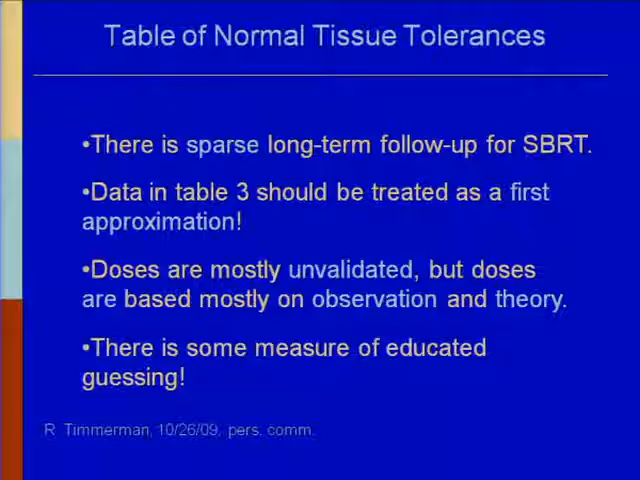 Table of Normal Tissue Tolerances
•There is sparse long-term follow-up for SBRT.
•Data in table 3 should be treated as a first
approximation!
•Doses are mostly unvalidated, but doses
are based mostly on observation and theory.
•There is some measure of educated
guessing!
R Timmerman, 10/26/09, pers. comm.